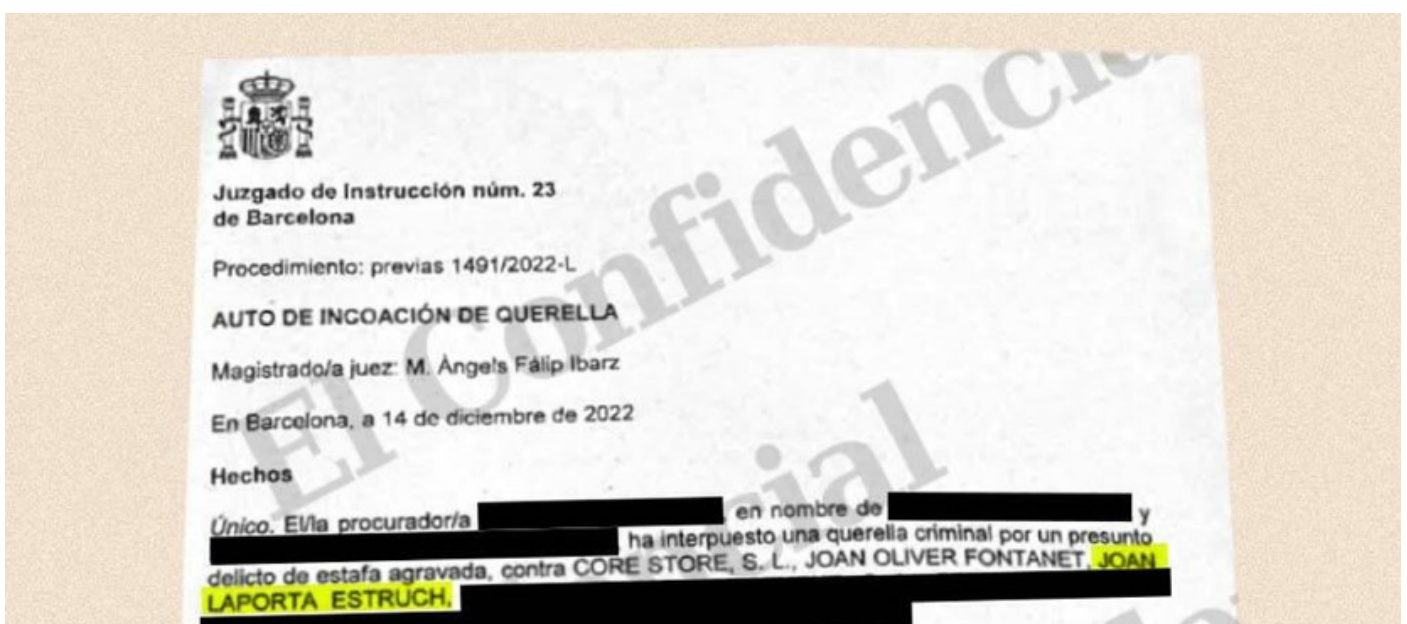 Juzgado de Instrucción núm. 23
de Barcelona
Procedimiento: previas 1491/2022-L
AUTO DE INCOACIÓN DE QUERELLA
Magistrado/a juez: M. Àngels Fálip Ibarz
En Barcelona, a 14 de diciembre de 2022
Hechos
Único. El/la procurador/a , en nombre de y
, ha interpuesto una querella criminal por un presunto
delicto de estafa agravada, contra CORE STORE, S. L., JOAN OLIVER FONTANET, JOAN
LAPORTA ESTRUCH,
El Confidencial